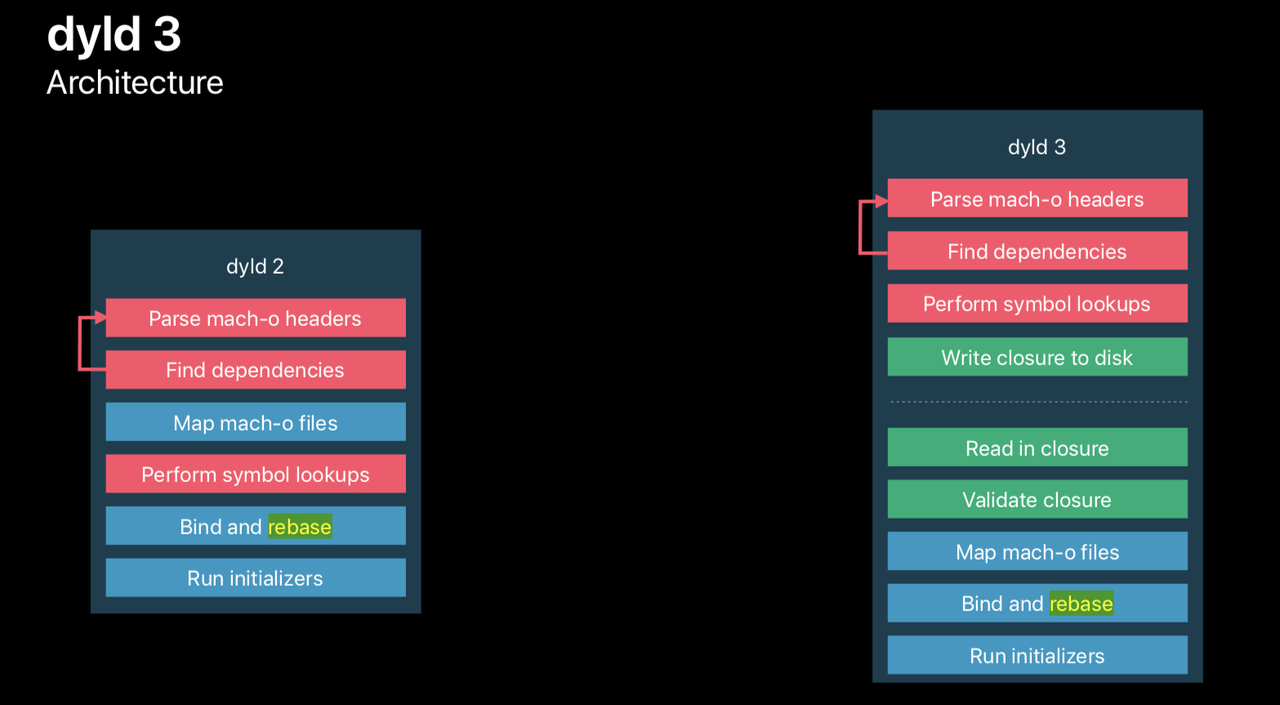 dyld 3
Architecture
dyld 2
Parse mach-o headers
Find dependencies
Map mach-o files
Perform symbol lookups
Bind and rebase
Run initializers
dyld 3
Parse mach-o headers
Find dependencies
Perform symbol lookups
Write closure to disk
Read in closure
Validate closure
Map mach-o files
Bind and rebase
Run initializers